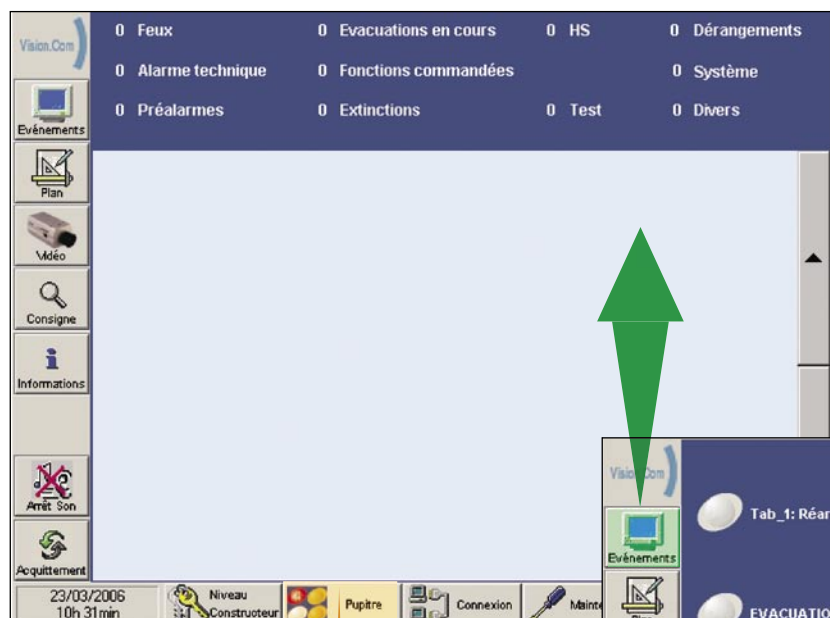 Vision.Com
0 Feux 0 Evacuations en cours 0 HS 0 Dérangements
0 Alarme technique 0 Fonctions commandées 0 Système
0 Préalarmes 0 Extinctions 0 Test 0 Divers
Evénements
Plan
Vidéo
Consigne
Informations
Arrêt Son
Acquittement
23/03/2006
10h 31min
Niveau
Constructeur
Pupitre
Connexion
Vision.Com
Evénements
Tab_1: